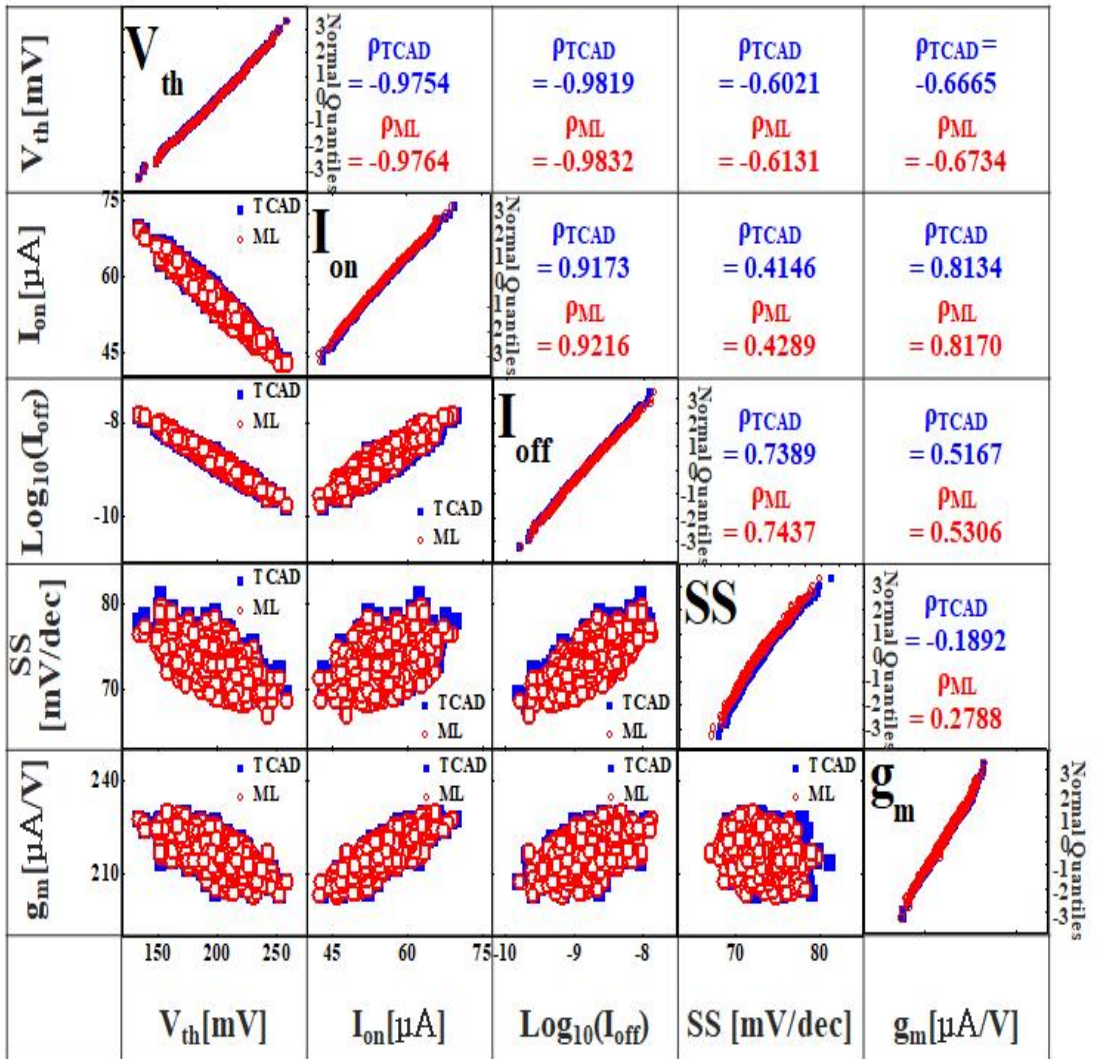 V_th[mV]
V_th
3
2
1
0
-1
-2
-3
Normal Quantiles
ρTCAD
= -0.9754
ρML
= -0.9764
ρTCAD
= -0.9819
ρML
= -0.9832
ρTCAD
= -0.6021
ρML
= -0.6131
ρTCAD =
-0.6665
ρML
= -0.6734
I_on[µA]
75
60
45
TCAD
ML
I_on
3
2
1
0
-1
-2
-3
Normal Quantiles
ρTCAD
= 0.9173
ρML
= 0.9216
ρTCAD
= 0.4146
ρML
= 0.4289
ρTCAD
= 0.8134
ρML
= 0.8170
Log10(I_off)
-8
-10
TCAD
ML
TCAD
ML
I_off
3
2
1
0
-1
-2
-3
Normal Quantiles
ρTCAD
= 0.7389
ρML
= 0.7437
ρTCAD
= 0.5167
ρML
= 0.5306
SS
[mV/dec]
80
70
TCAD
ML
TCAD
ML
TCAD
ML
SS
3
2
1
0
-1
-2
-3
Normal Quantiles
ρTCAD
= -0.1892
ρML
= 0.2788
g_m[µA/V]
240
210
TCAD
ML
TCAD
ML
TCAD
ML
TCAD
ML
g_m
3
2
1
0
-1
-2
-3
Normal Quantiles
150 200 250
45 60 75
-10 -9 -8
70 80
V_th[mV]
I_on[µA]
Log10(I_off)
SS [mV/dec]
g_m[µA/V]